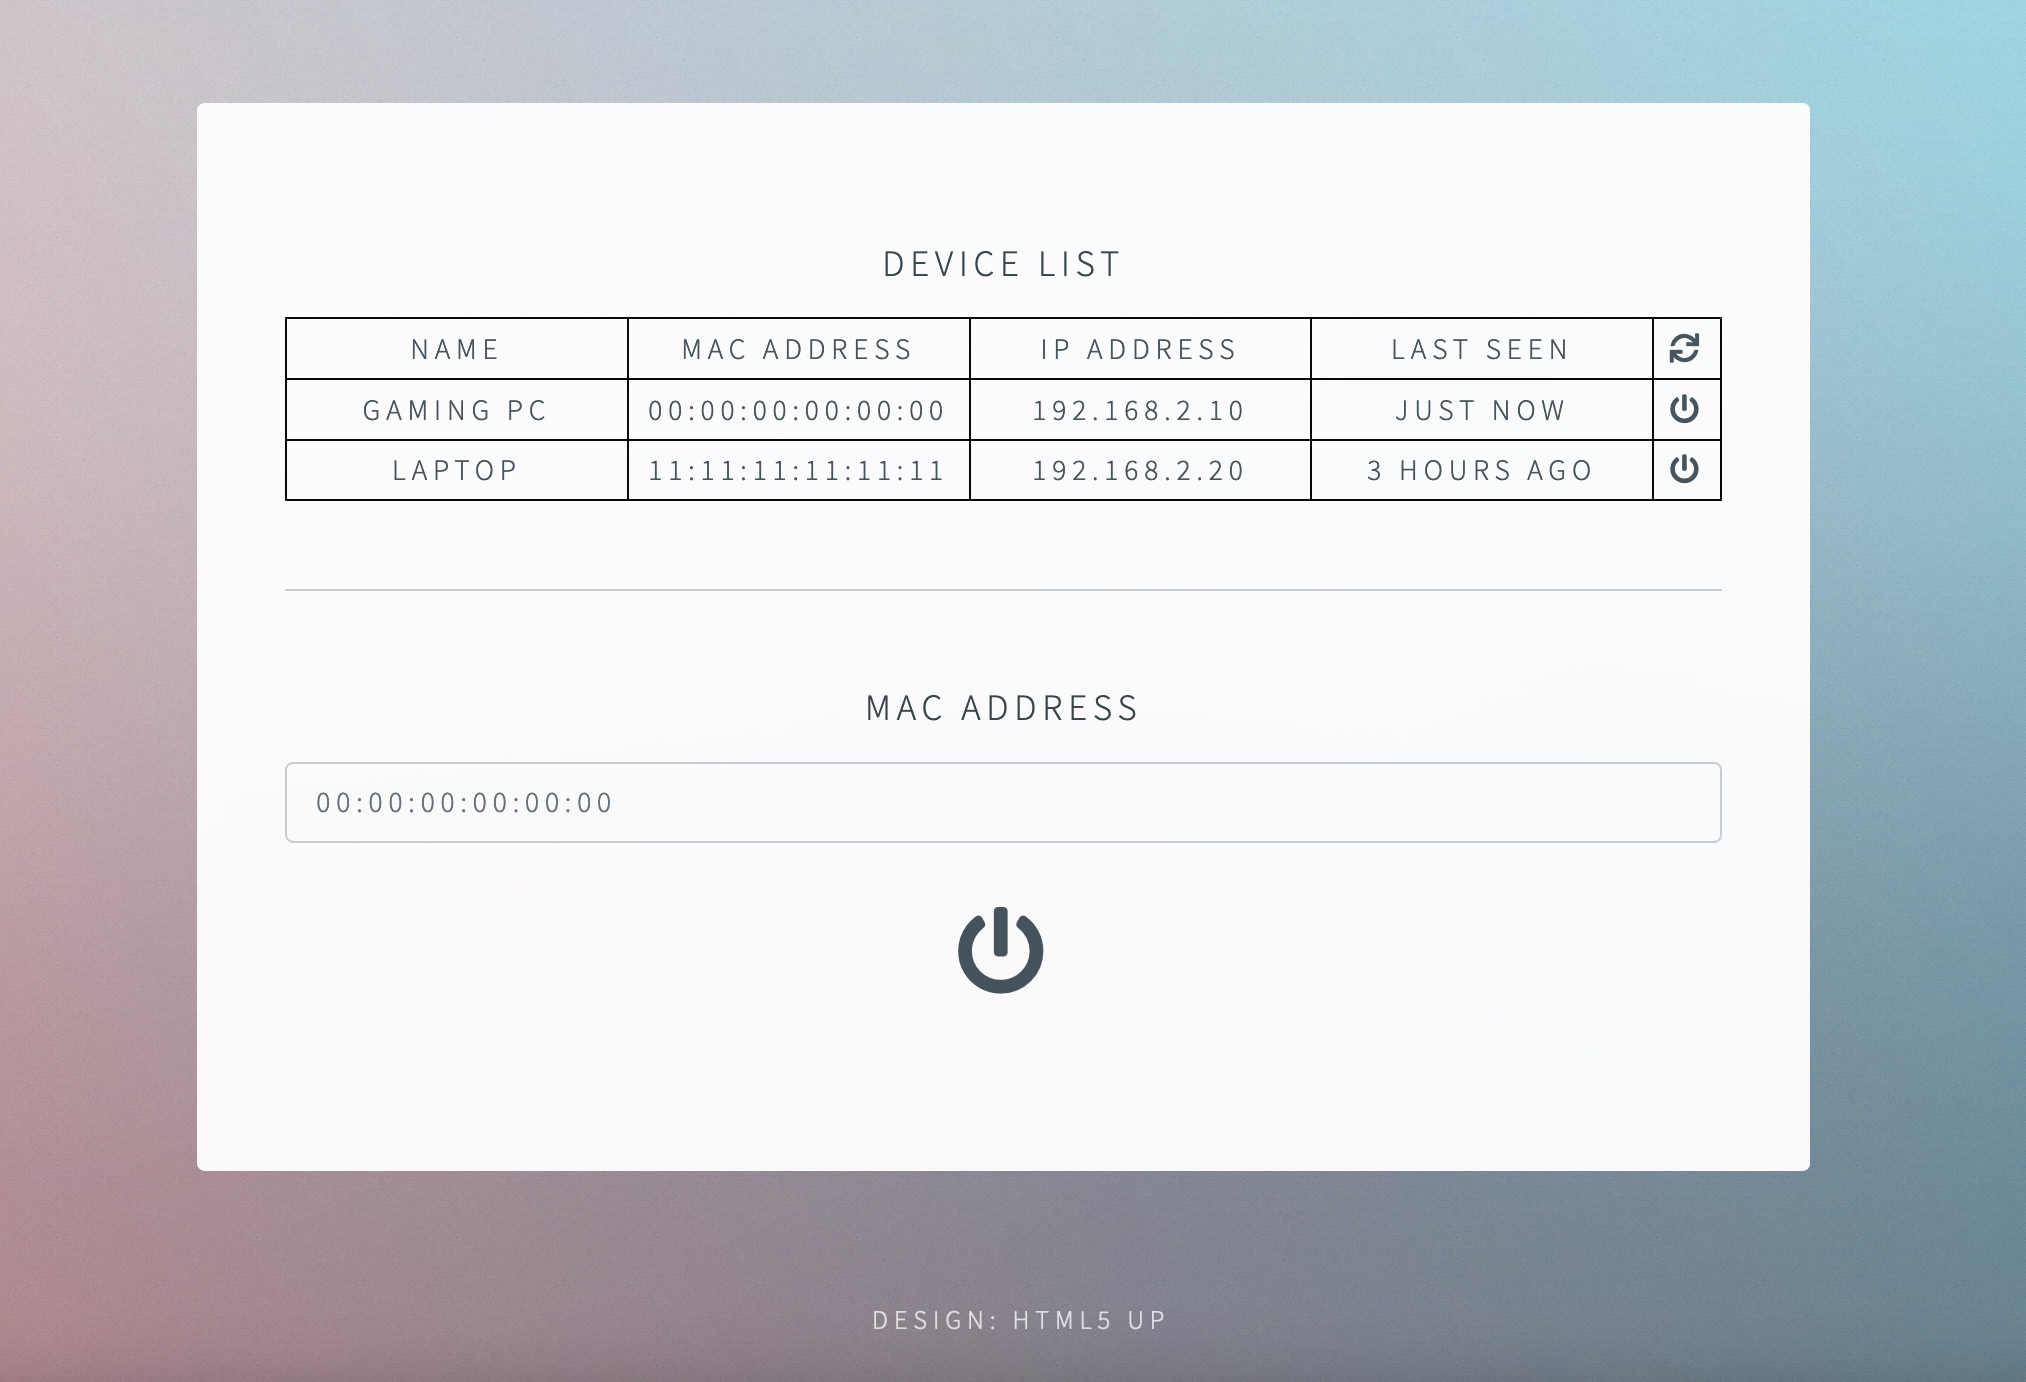 DEVICE LIST
NAME MAC ADDRESS IP ADDRESS LAST SEEN
GAMING PC 00:00:00:00:00:00 192.168.2.10 JUST NOW
LAPTOP 11:11:11:11:11:11 192.168.2.20 3 HOURS AGO
MAC ADDRESS
00:00:00:00:00:00
DESIGN: HTML5 UP